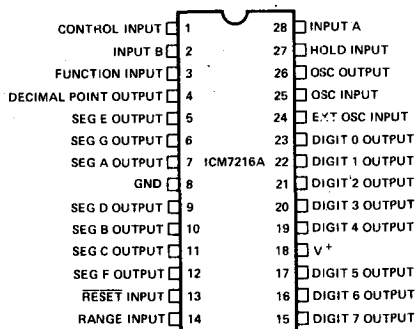 CONTROL INPUT 1 28 INPUT A
INPUT B 2 27 HOLD INPUT
FUNCTION INPUT 3 26 OSC OUTPUT
DECIMAL POINT OUTPUT 4 25 OSC INPUT
SEG E OUTPUT 5 24 EXT OSC INPUT
SEG G OUTPUT 6 23 DIGIT 0 OUTPUT
SEG A OUTPUT 7 ICM7216A 22 DIGIT 1 OUTPUT
GND 8 21 DIGIT 2 OUTPUT
SEG D OUTPUT 9 20 DIGIT 3 OUTPUT
SEG B OUTPUT 10 19 DIGIT 4 OUTPUT
SEG C OUTPUT 11 18 V+
SEG F OUTPUT 12 17 DIGIT 5 OUTPUT
RESET INPUT 13 16 DIGIT 6 OUTPUT
RANGE INPUT 14 15 DIGIT 7 OUTPUT